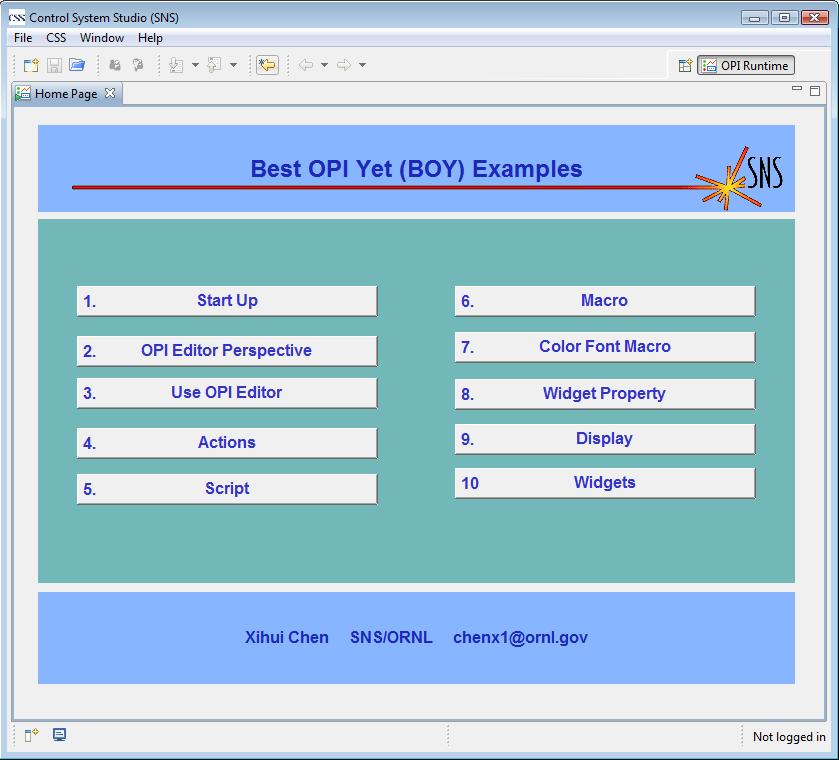 CSS Control System Studio (SNS)
File CSS Window Help
OPI Runtime
Home Page
Best OPI Yet (BOY) Examples
SNS
1. Start Up
2. OPI Editor Perspective
3. Use OPI Editor
4. Actions
5. Script
6. Macro
7. Color Font Macro
8. Widget Property
9. Display
10 Widgets
Xihui Chen SNS/ORNL chenx1@ornl.gov
Not logged in